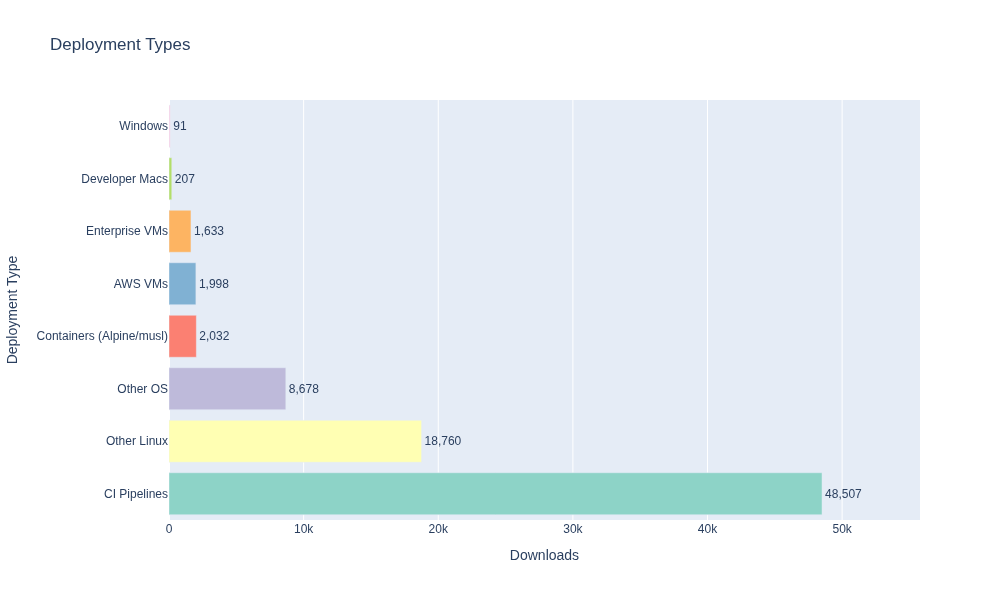 Deployment Types
Windows 91
Developer Macs 207
Enterprise VMs 1,633
AWS VMs 1,998
Containers (Alpine/musl) 2,032
Other OS 8,678
Other Linux 18,760
CI Pipelines 48,507
0 10k 20k 30k 40k 50k
Downloads
Deployment Type